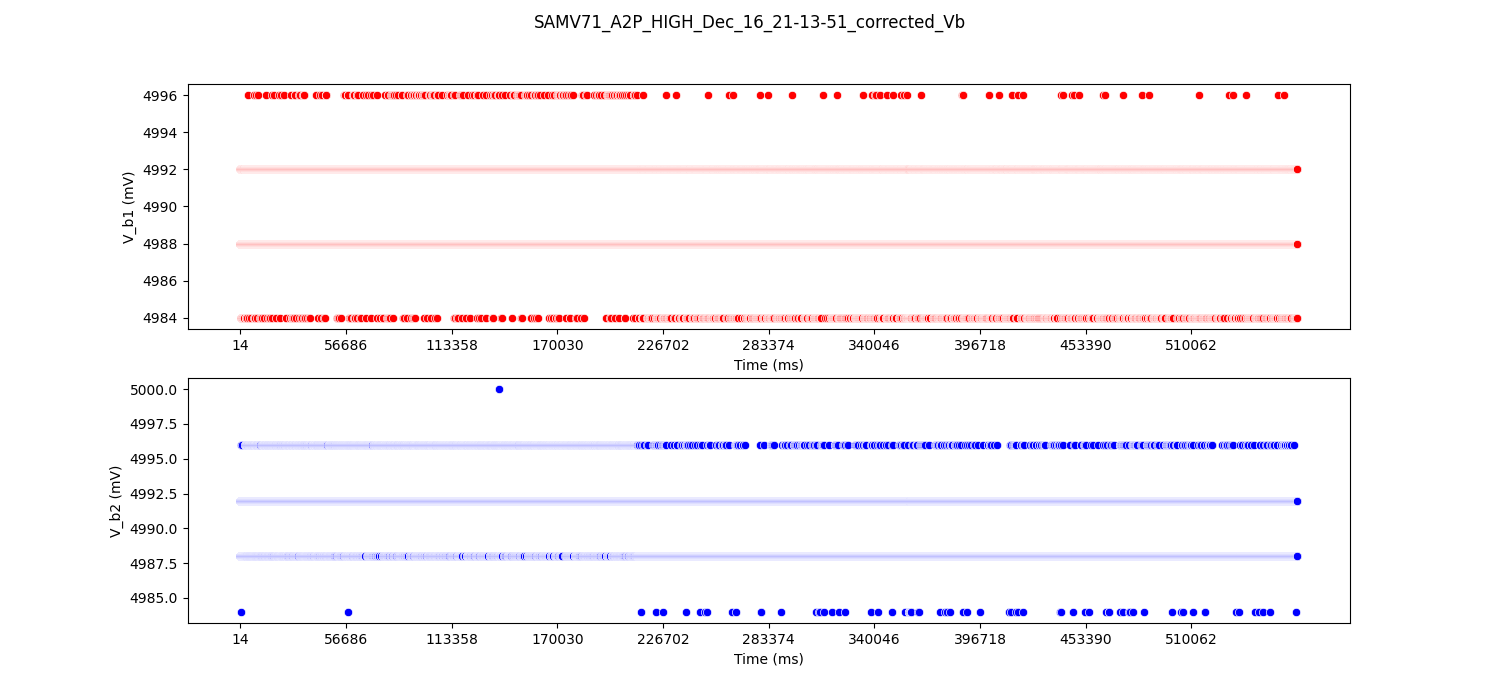 SAMV71_A2P_HIGH_Dec_16_21-13-51_corrected_Vb
4996
4994
4992
4990
4988
4986
4984
V_b1 (mV)
14 56686 113358 170030 226702 283374 340046 396718 453390 510062
Time (ms)
5000.0
4997.5
4995.0
4992.5
4990.0
4987.5
4985.0
V_b2 (mV)
14 56686 113358 170030 226702 283374 340046 396718 453390 510062
Time (ms)